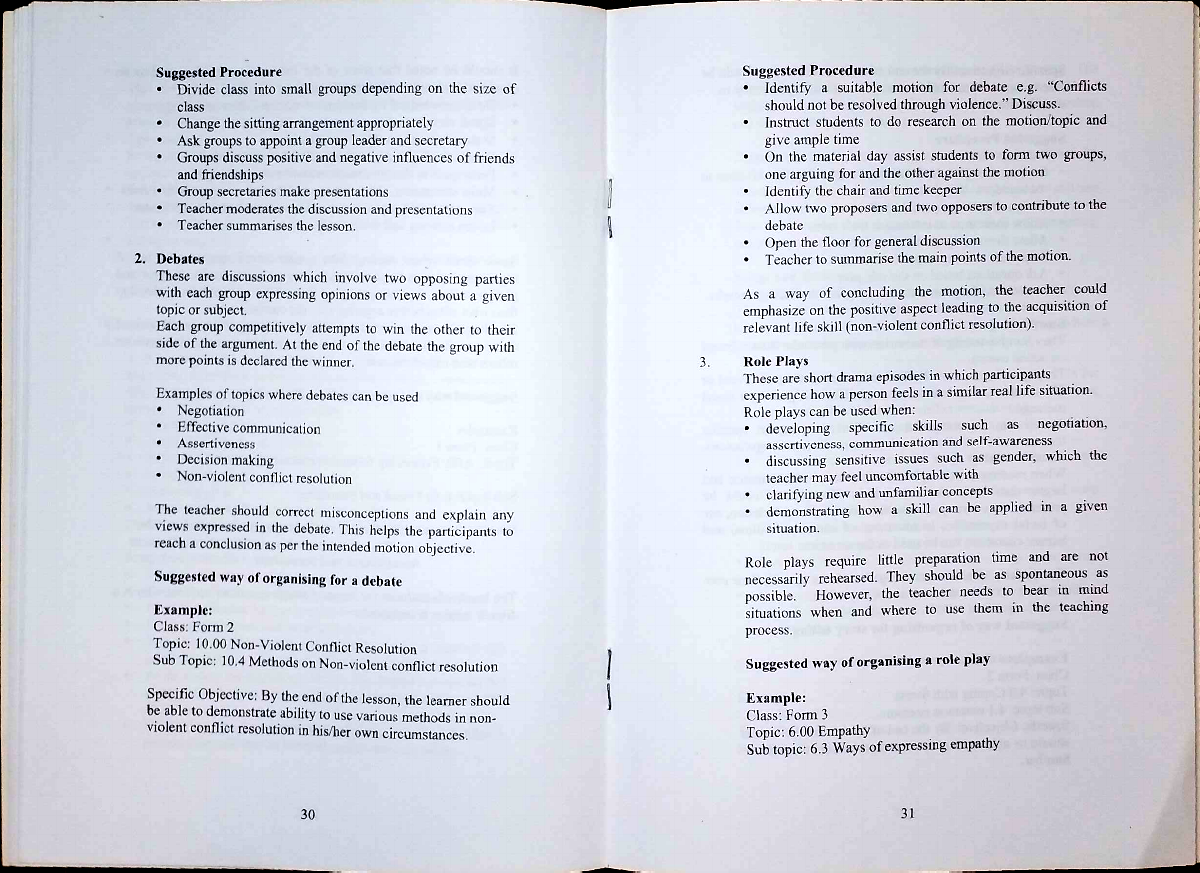 Suggested Procedure
• Divide class into small groups depending on the size of
class
• Change the sitting arrangement appropriately
• Ask groups to appoint a group leader and secretary
• Groups discuss positive and negative influences of friends
and friendships
• Group secretaries make presentations
• Teacher moderates the discussion and presentations
• Teacher summarises the lesson.
2. Debates
These are discussions which involve two opposing parties
with each group expressing opinions or views about a given
topic or subject.
Each group competitively attempts to win the other to their
side of the argument. At the end of the debate the group with
more points is declared the winner.
Examples of topics where debates can be used
• Negotiation
• Effective communication
• Assertiveness
• Decision making
• Non-violent conflict resolution
The teacher should correct misconceptions and explain any
views expressed in the debate. This helps the participants to
reach a conclusion as per the intended motion objective.
Suggested way of organising for a debate
Example:
Class: Form 2
Topic: 10.00 Non-Violent Conflict Resolution
Sub Topic: 10.4 Methods on Non-violent conflict resolution
Specific Objective: By the end of the lesson, the learner should
be able to demonstrate ability to use various methods in non-
violent conflict resolution in his/her own circumstances.
30
Suggested Procedure
• Identify a suitable motion for debate e.g. “Conflicts
should not be resolved through violence.” Discuss.
• Instruct students to do research on the motion/topic and
give ample time
• On the material day assist students to form two groups,
one arguing for and the other against the motion
• Identify the chair and time keeper
• Allow two proposers and two opposers to contribute to the
debate
• Open the floor for general discussion
• Teacher to summarise the main points of the motion.
As a way of concluding the motion, the teacher could
emphasize on the positive aspect leading to the acquisition of
relevant life skill (non-violent conflict resolution).
3. Role Plays
These are short drama episodes in which participants
experience how a person feels in a similar real life situation.
Role plays can be used when:
• developing specific skills such as negotiation,
assertiveness, communication and self-awareness
• discussing sensitive issues such as gender, which the
teacher may feel uncomfortable with
• clarifying new and unfamiliar concepts
• demonstrating how a skill can be applied in a given
situation.
Role plays require little preparation time and are not
necessarily rehearsed. They should be as spontaneous as
possible. However, the teacher needs to bear in mind
situations when and where to use them in the teaching
process.
Suggested way of organising a role play
Example:
Class: Form 3
Topic: 6.00 Empathy
Sub topic: 6.3 Ways of expressing empathy
31